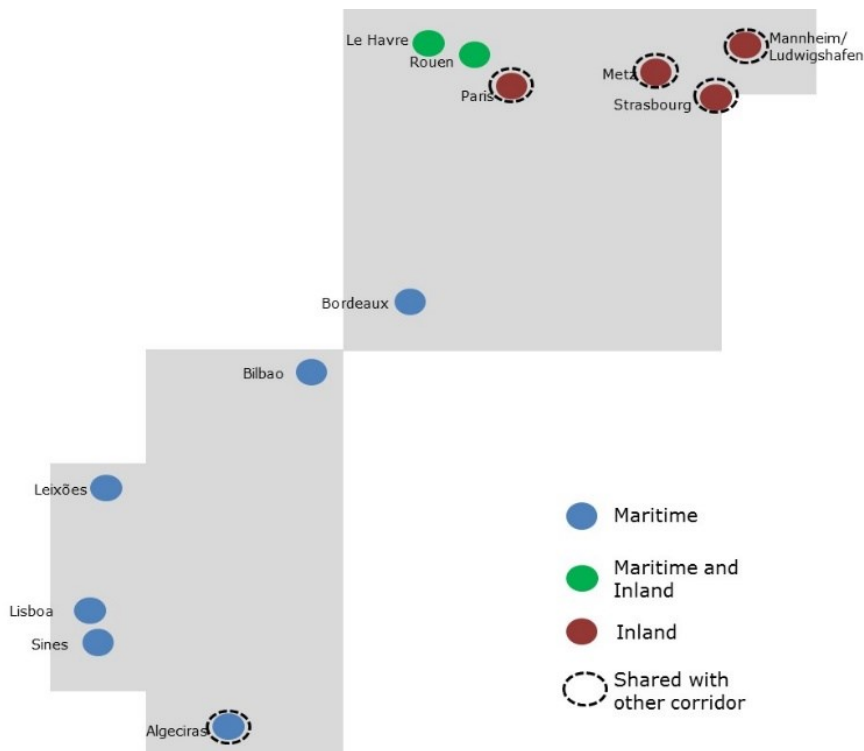 Le Havre
Rouen
Paris
Metz
Strasbourg
Mannheim/
Ludwigshafen
Bordeaux
Bilbao
Leixões
Lisboa
Sines
Algeciras
Maritime
Maritime and
Inland
Inland
Shared with
other corridor